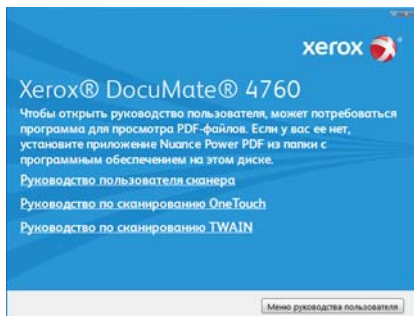 xerox
Xerox® DocuMate® 4760
Чтобы открыть руководство пользователя, может потребоваться
программа для просмотра PDF-файлов. Если у вас ее нет,
установите приложение Nuance Power PDF из папки с
программным обеспечением на этом диске.
Руководство пользователя сканера
Руководство по сканированию OneTouch
Руководство по сканированию TWAIN
Меню руководства пользователя